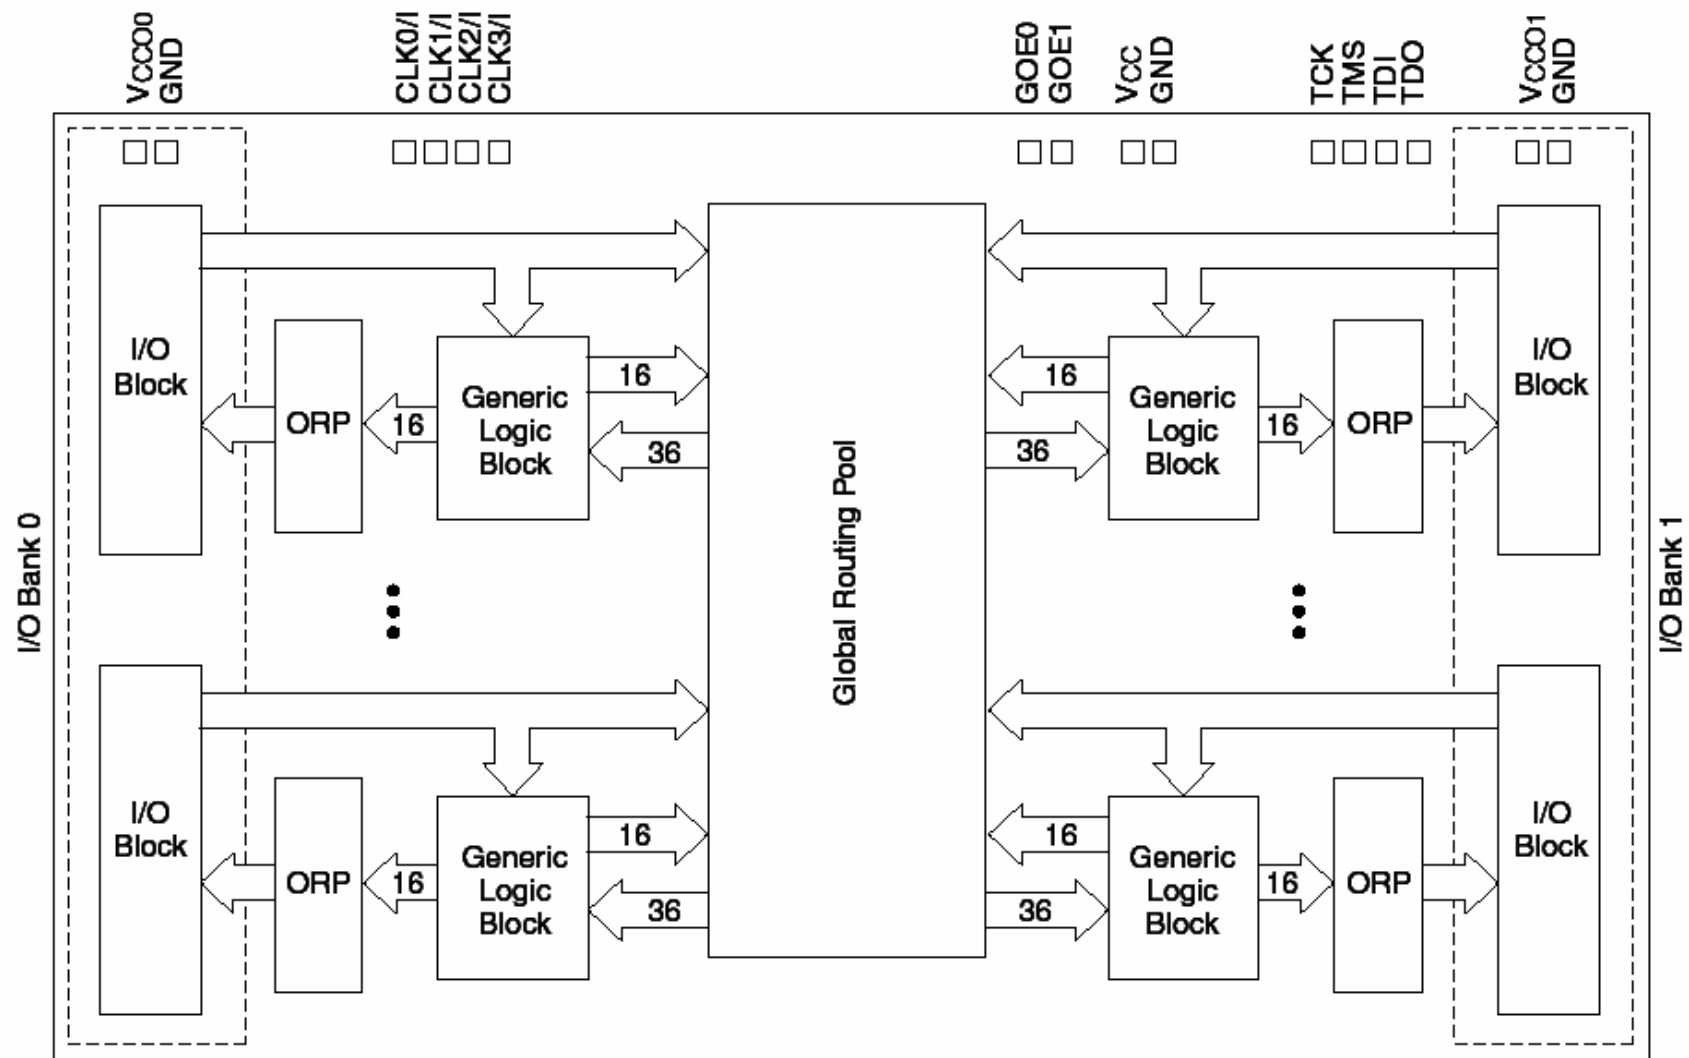 VCCO0
GND
CLK0/I
CLK1/I
CLK2/I
CLK3/I
GOE0
GOE1
VCC
GND
TCK
TMS
TDI
TDO
VCCO1
GND
I/O Bank 0
I/O
Block
ORP
16
Generic
Logic
Block
16
36
Global Routing Pool
16
36
Generic
Logic
Block
16
ORP
I/O
Block
I/O Bank 1
I/O
Block
ORP
16
Generic
Logic
Block
16
36
16
36
Generic
Logic
Block
16
ORP
I/O
Block